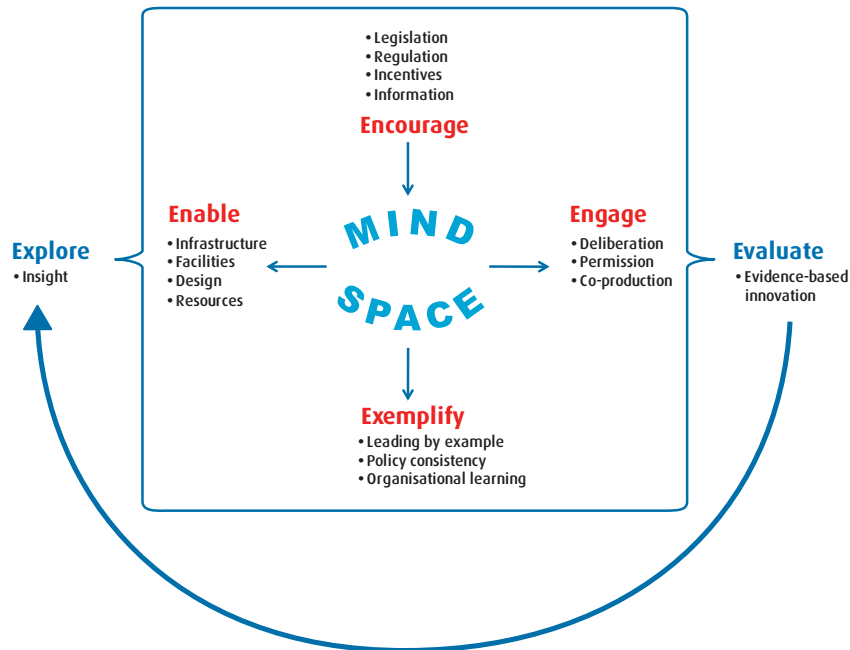 • Legislation
• Regulation
• Incentives
• Information
Encourage
Enable
• Infrastructure
• Facilities
• Design
• Resources
MIND
SPACE
Engage
• Deliberation
• Permission
• Co-production
Explore
• Insight
Evaluate
• Evidence-based
innovation
Exemplify
• Leading by example
• Policy consistency
• Organisational learning